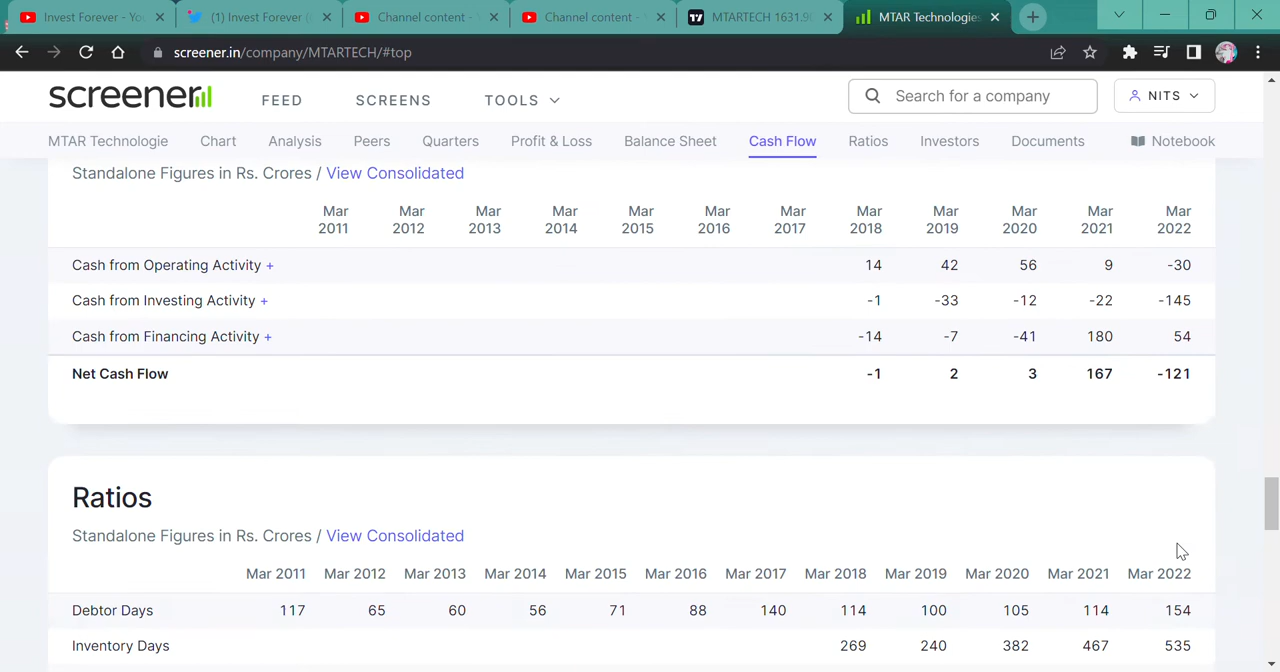 Invest Forever - You
(1) Invest Forever (
Channel content -
Channel content -
MTARTECH 1631.9
MTAR Technologies
screener.in/company/MTARTECH/#top
screener
FEED
SCREENS
TOOLS
Search for a company
NITS
MTAR Technologie Chart Analysis Peers Quarters Profit & Loss Balance Sheet Cash Flow Ratios Investors Documents Notebook
Standalone Figures in Rs. Crores / View Consolidated
Mar 2011 Mar 2012 Mar 2013 Mar 2014 Mar 2015 Mar 2016 Mar 2017 Mar 2018 Mar 2019 Mar 2020 Mar 2021 Mar 2022
Cash from Operating Activity + 14 42 56 9 -30
Cash from Investing Activity + -1 -33 -12 -22 -145
Cash from Financing Activity + -14 -7 -41 180 54
Net Cash Flow -1 2 3 167 -121
Ratios
Standalone Figures in Rs. Crores / View Consolidated
Mar 2011 Mar 2012 Mar 2013 Mar 2014 Mar 2015 Mar 2016 Mar 2017 Mar 2018 Mar 2019 Mar 2020 Mar 2021 Mar 2022
Debtor Days 117 65 60 56 71 88 140 114 100 105 114 154
Inventory Days 269 240 382 467 535